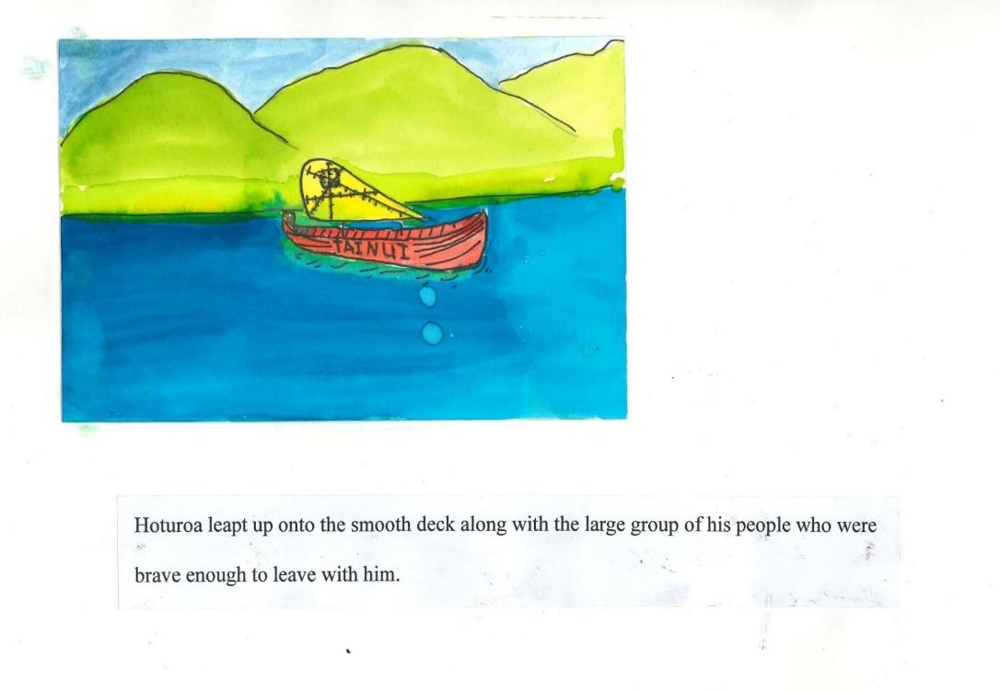 TAINUI
Hoturoa leapt up onto the smooth deck along with the large group of his people who were
brave enough to leave with him.